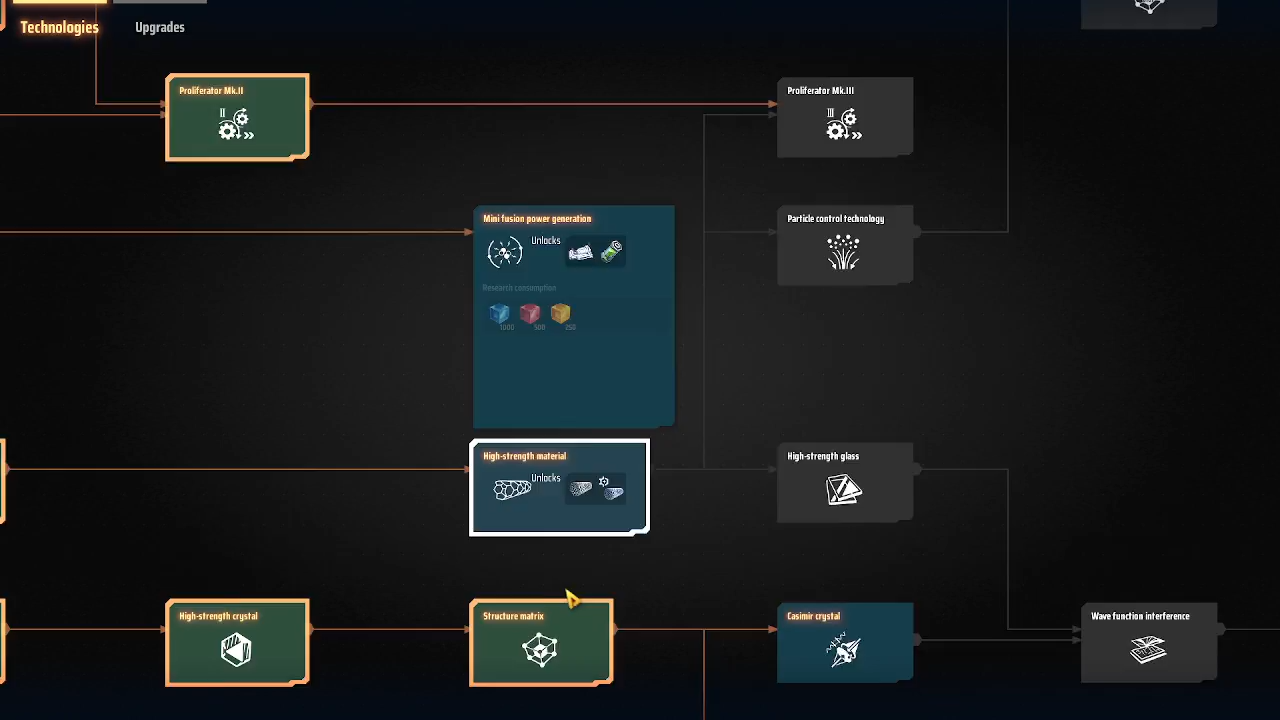 Technologies
Upgrades
Proliferator Mk.II
II
Proliferator Mk.III
III
Mini fusion power generation
Unlocks
Particle control technology
Research consumption
1000 500 250
High-strength material
Unlocks
High-strength glass
High-strength crystal
Structure matrix
Casimir crystal
Wave function interference